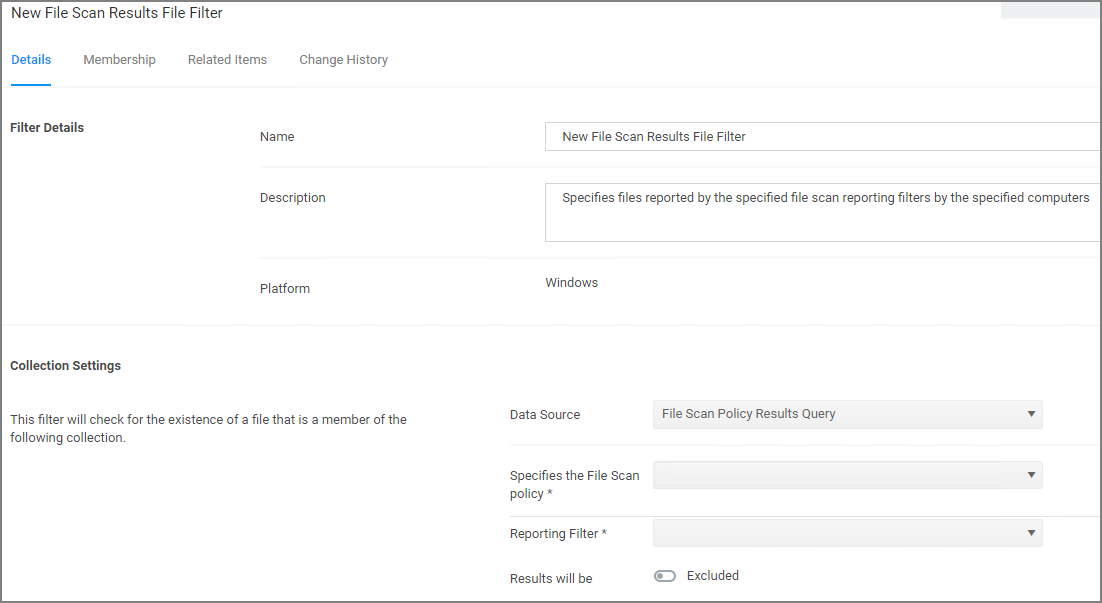 New File Scan Results File Filter
Details Membership Related Items Change History
Filter Details
Name New File Scan Results File Filter
Description Specifies files reported by the specified file scan reporting filters by the specified computers
Platform Windows
Collection Settings
This filter will check for the existence of a file that is a member of the
following collection.
Data Source File Scan Policy Results Query
Specifies the File Scan
policy *
Reporting Filter *
Results will be Excluded